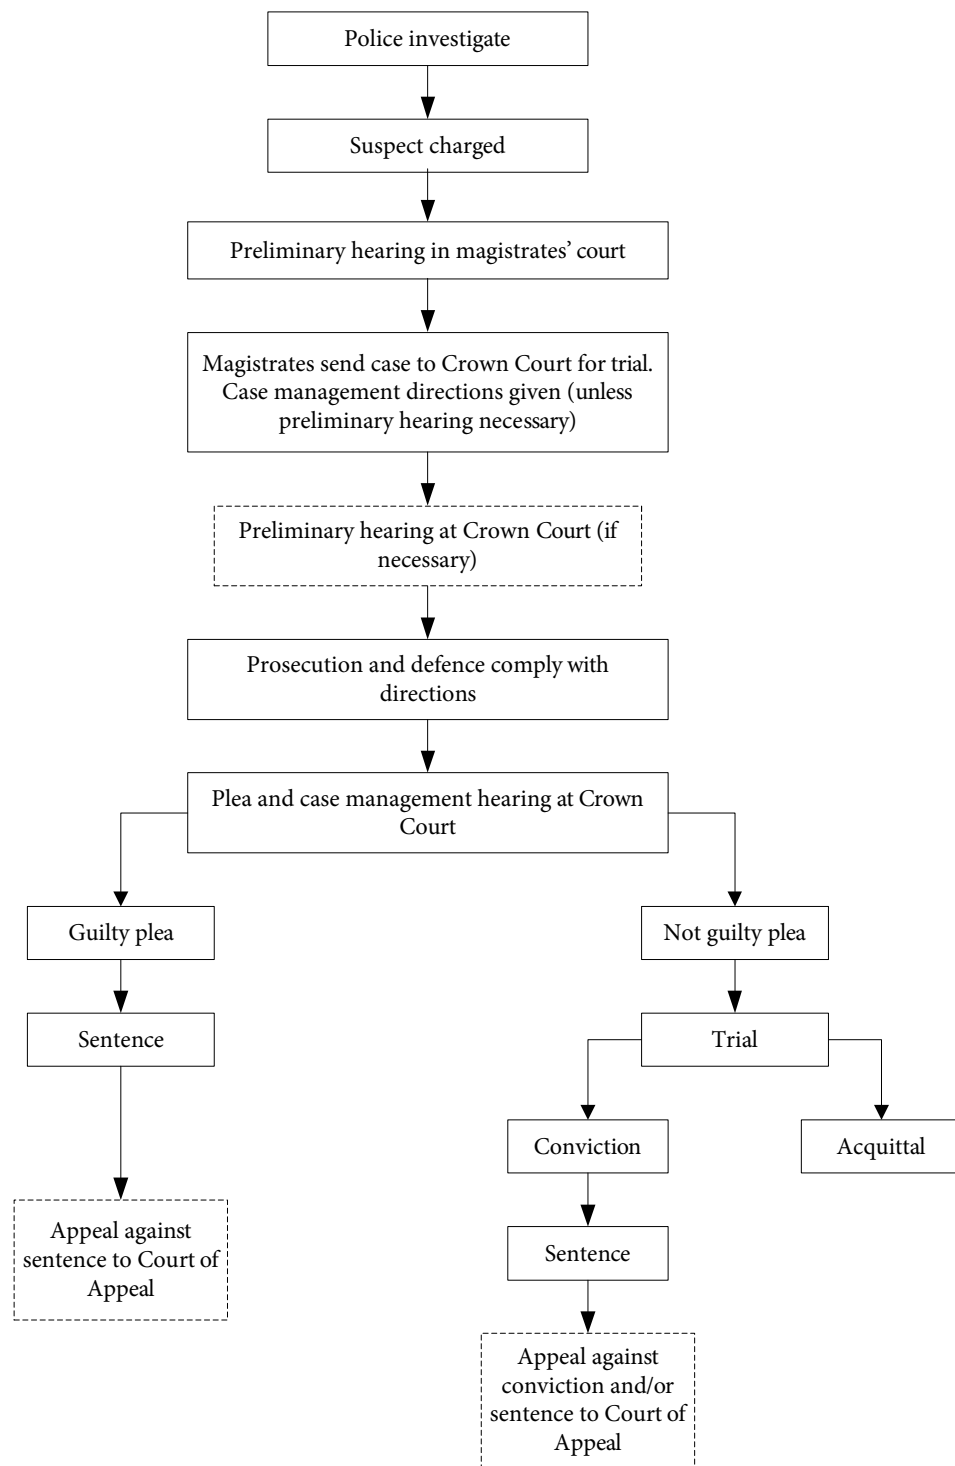 Police investigate
Suspect charged
Preliminary hearing in magistrates’ court
Magistrates send case to Crown Court for trial.
Case management directions given (unless
preliminary hearing necessary)
Preliminary hearing at Crown Court (if
necessary)
Prosecution and defence comply with
directions
Plea and case management hearing at Crown
Court
Guilty plea
Not guilty plea
Sentence
Trial
Conviction
Acquittal
Appeal against
sentence to Court of
Appeal
Sentence
Appeal against
conviction and/or
sentence to Court of
Appeal